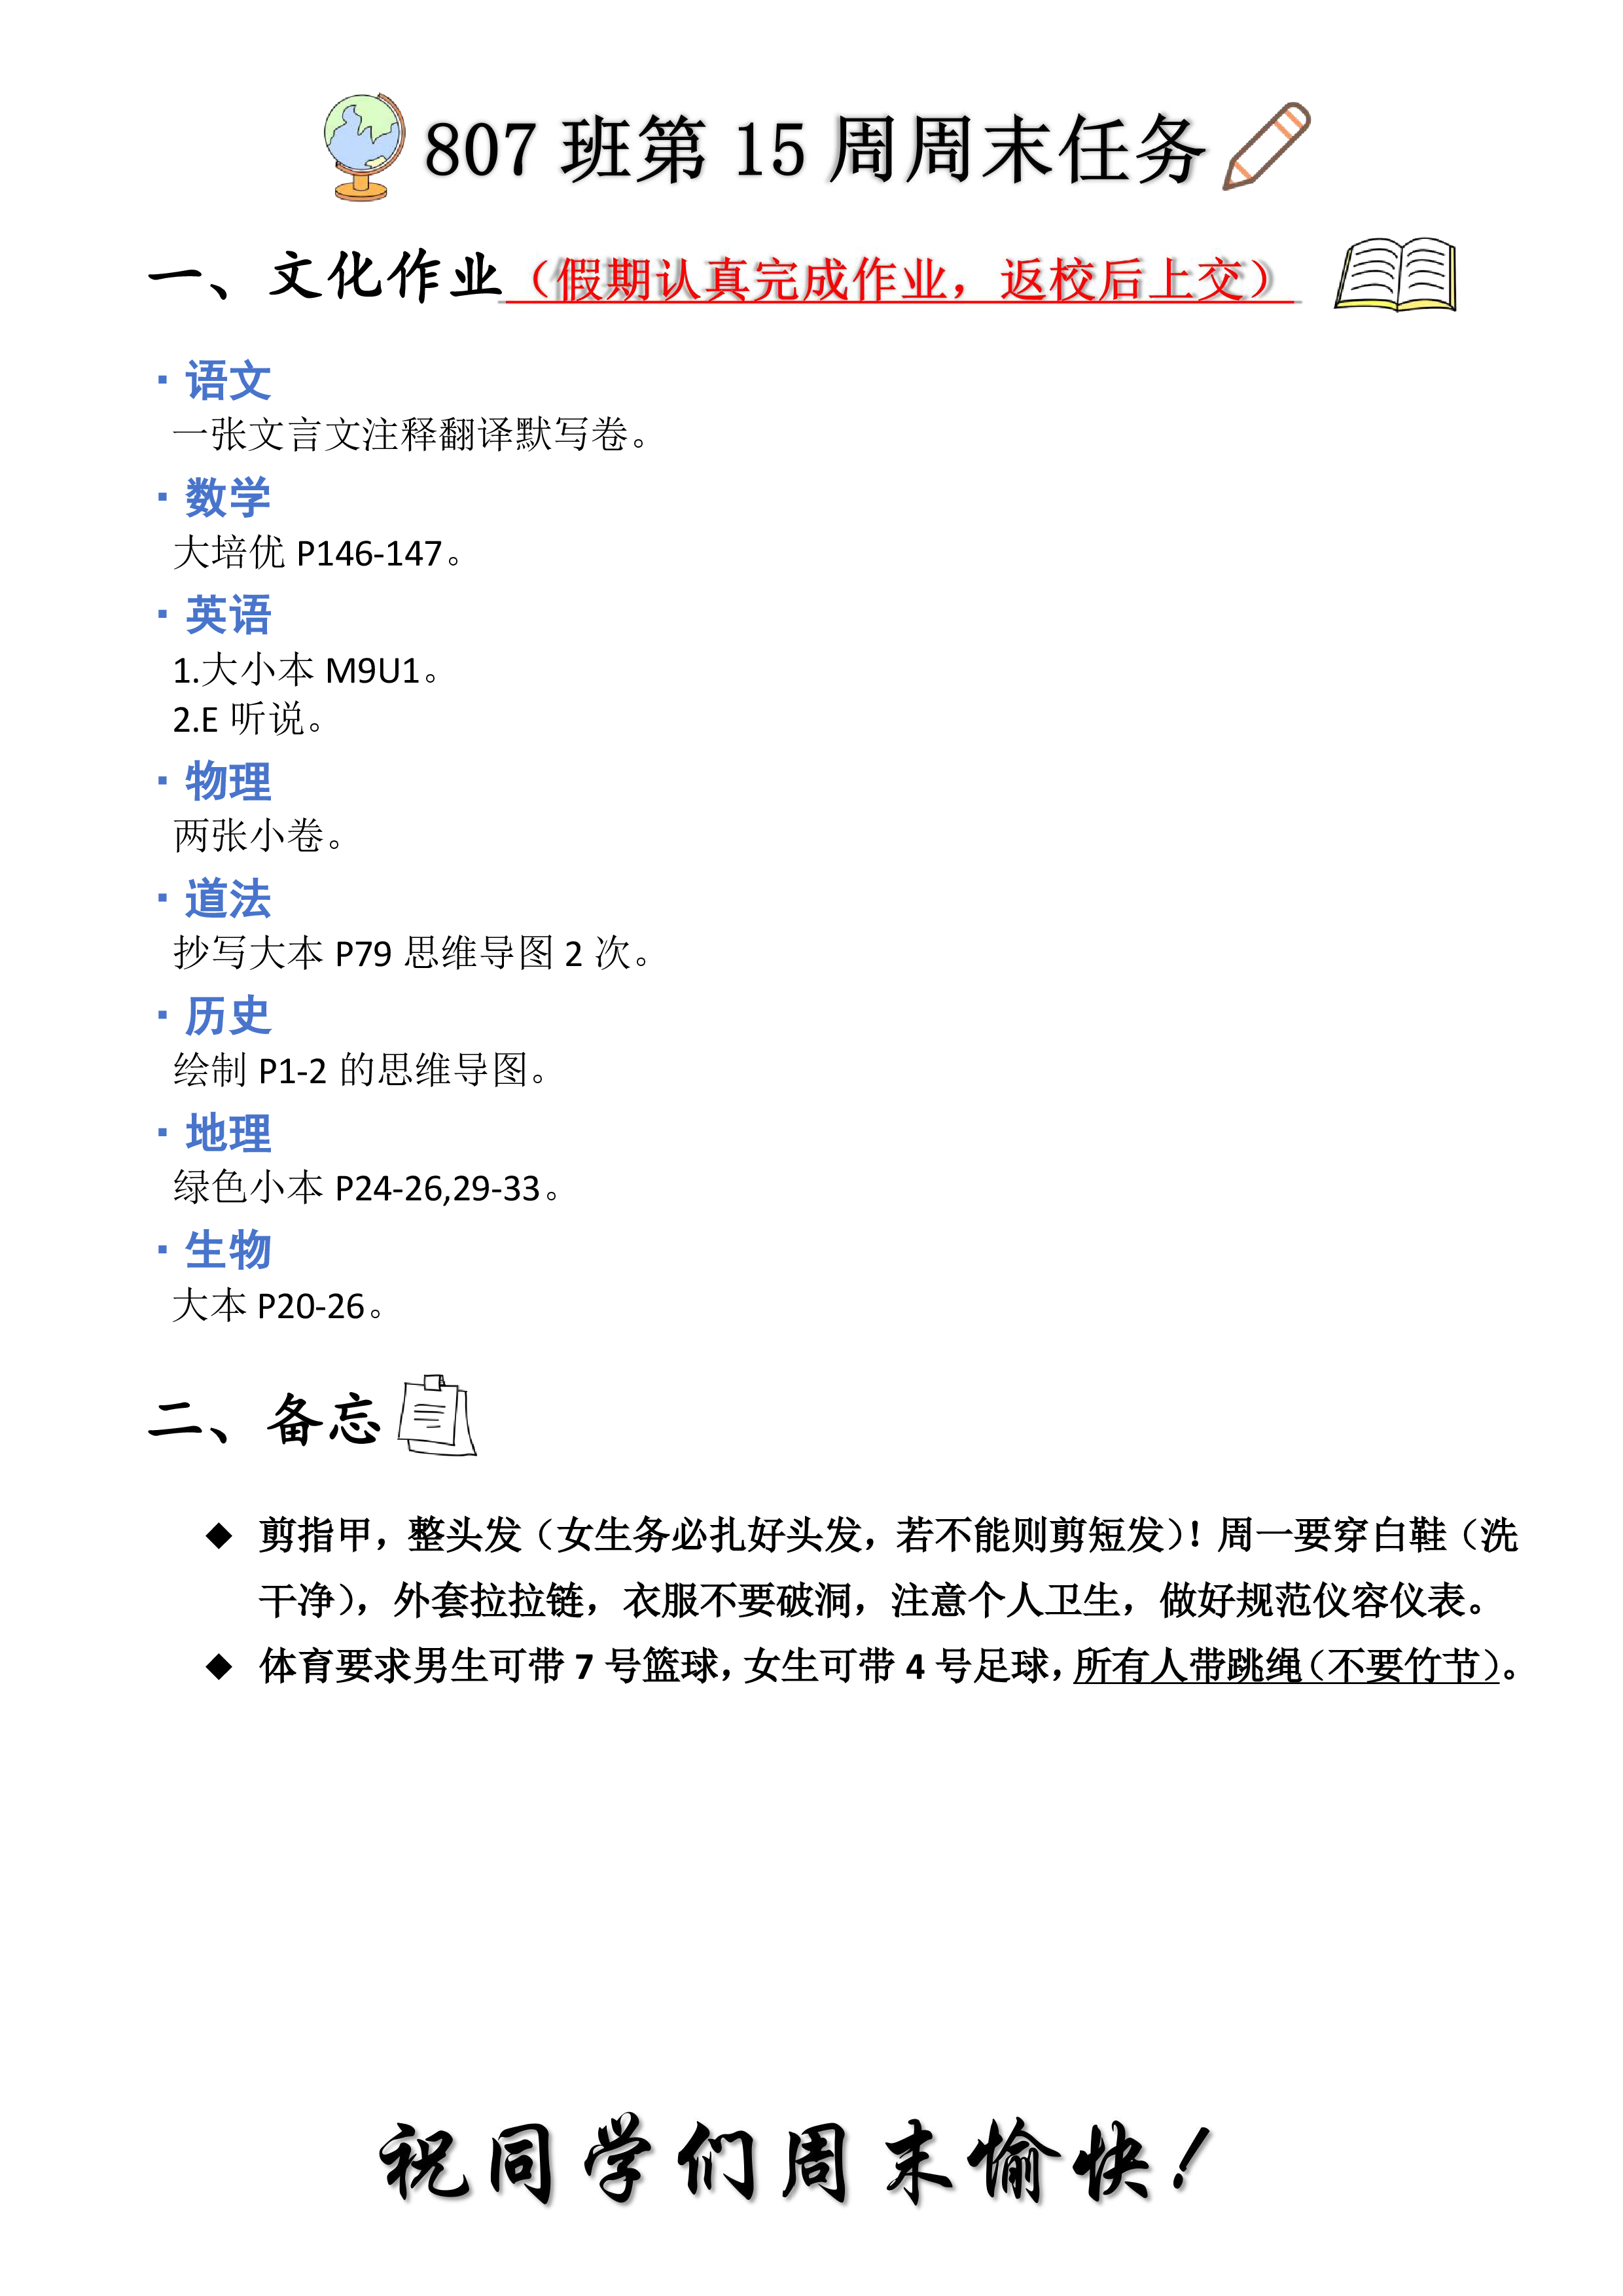 807 班第 15 周周末任务
一、文化作业（假期认真完成作业，返校后上交）
· 语文
一张文言文注释翻译默写卷。
· 数学
大培优 P146-147。
· 英语
1.大小本 M9U1。
2.E 听说。
· 物理
两张小卷。
· 道法
抄写大本 P79 思维导图 2 次。
· 历史
绘制 P1-2 的思维导图。
· 地理
绿色小本 P24-26,29-33。
· 生物
大本 P20-26。
二、备忘
◆ 剪指甲，整头发（女生务必扎好头发，若不能则剪短发）！周一要穿白鞋（洗
干净），外套拉拉链，衣服不要破洞，注意个人卫生，做好规范仪容仪表。
◆ 体育要求男生可带 7 号篮球，女生可带 4 号足球，所有人带跳绳（不要竹节）。
祝同学们周末愉快！